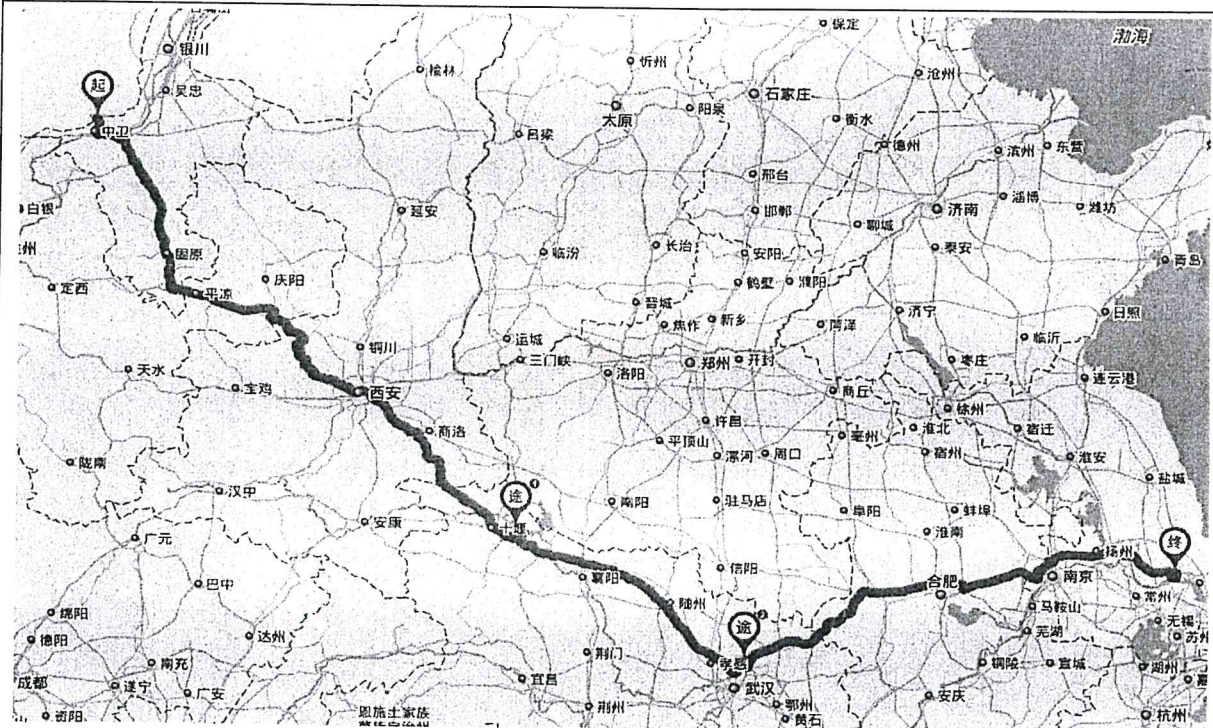 保定
渤海
银川
忻州
榆林
沧州
起
吴忠
石家庄
太原
阳泉
衡水
中卫
吕梁
德州
滨州
东营
邢台
淄博
潍坊
白银
延安
邯郸
济南
聊城
固原
临汾
长治
安阳
泰安
青岛
定西
庆阳
平凉
鹤壁
濮阳
晋城
济宁
日照
焦作
新乡
菏泽
铜川
运城
临沂
三门峡
郑州
开封
枣庄
天水
宝鸡
西安
洛阳
商丘
连云港
徐州
商洛
许昌
平顶山
亳州
淮北
宿迁
漯河
周口
宿州
淮安
陇南
汉中
盐城
途
1
南阳
驻马店
安康
十堰
阜阳
蚌埠
广元
淮南
终
扬州
信阳
巴中
襄阳
合肥
南京
随州
常州
绵阳
马鞍山
途
2
无锡
德阳
达州
芜湖
苏州
荆门
南充
孝感
铜陵
宣城
湖州
成都
遂宁
广安
宜昌
武汉
安庆
荆州
鄂州
资阳
恩施土家族
黄石
杭州